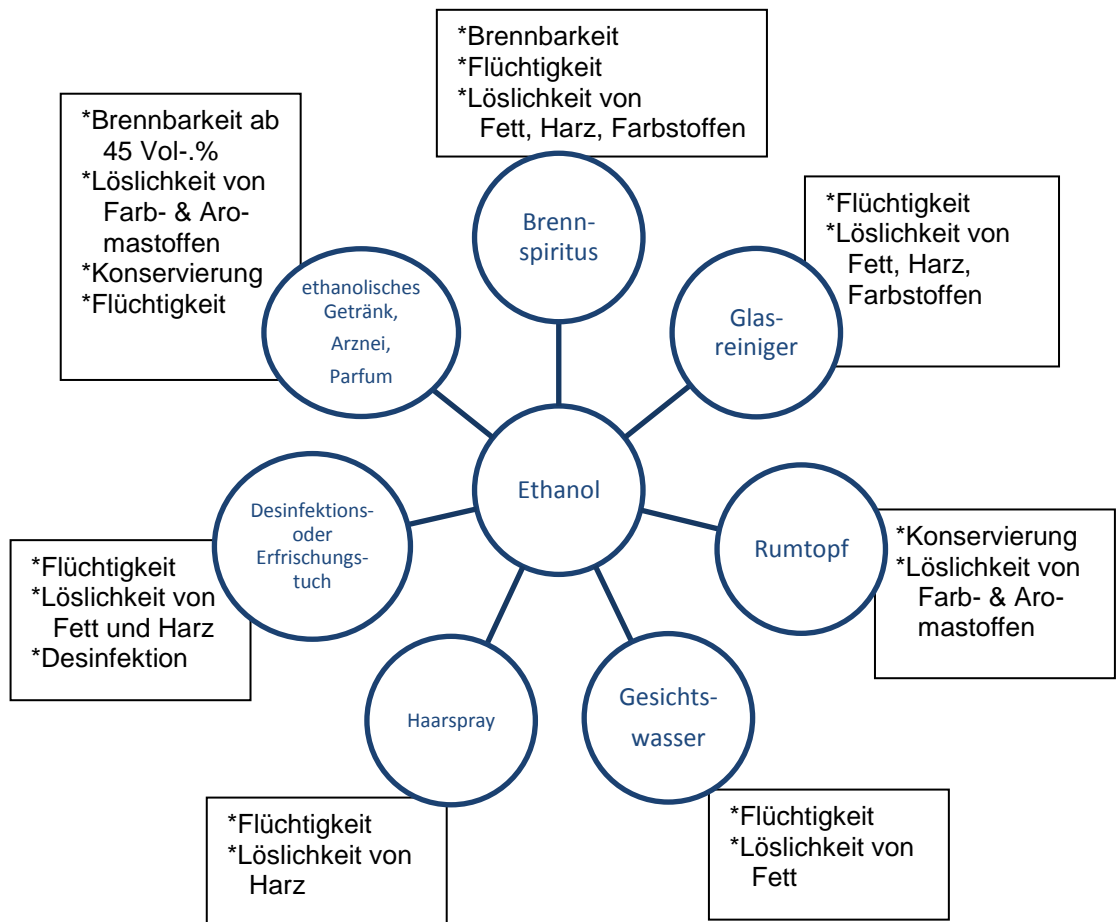 *Brennbarkeit
*Flüchtigkeit
*Löslichkeit von
Fett, Harz, Farbstoffen
*Brennbarkeit ab
45 Vol-.%
*Löslichkeit von
Farb- & Aro-
mastoffen
*Konservierung
*Flüchtigkeit
*Flüchtigkeit
*Löslichkeit von
Fett, Harz,
Farbstoffen
Brenn-
spiritus
ethanolisches
Getränk,
Arznei,
Parfum
Glas-
reiniger
Ethanol
Desinfektions-
oder
Erfrischungs-
tuch
Rumtopf
*Konservierung
*Löslichkeit von
Farb- & Aro-
mastoffen
*Flüchtigkeit
*Löslichkeit von
Fett und Harz
*Desinfektion
Haarspray
Gesichts-
wasser
*Flüchtigkeit
*Löslichkeit von
Harz
*Flüchtigkeit
*Löslichkeit von
Fett